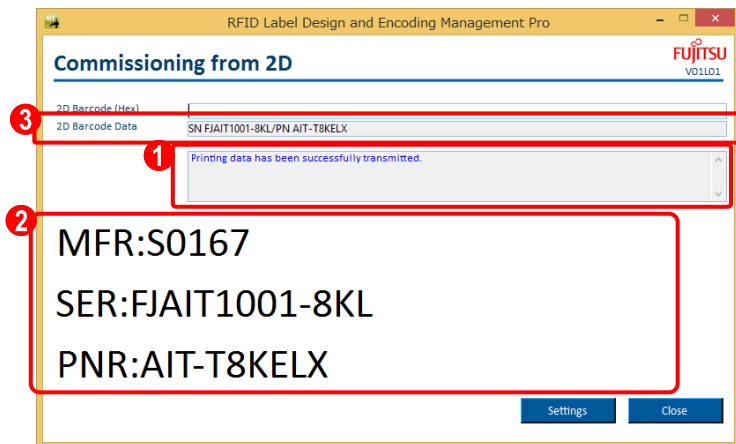 RFID Label Design and Encoding Management Pro
Commissioning from 2D
FUJITSU
V01L01
2D Barcode (Hex)
3
2D Barcode Data
SN FJAIT1001-8KL/PN AIT-T8KELX
1
Printing data has been successfully transmitted.
2
MFR:S0167
SER:FJAIT1001-8KL
PNR:AIT-T8KELX
Settings
Close